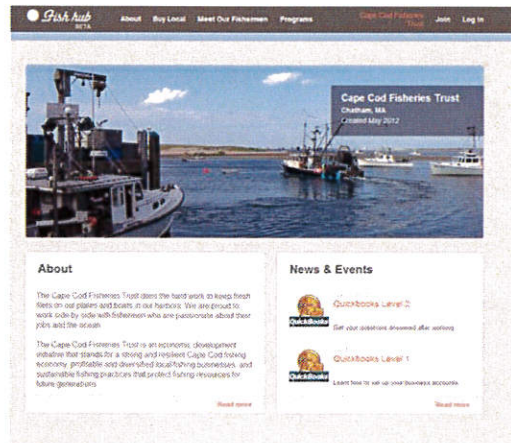 Fish hub
BETA
About Buy Local Meet Our Fishermen Programs
Cape Cod Fisheries
Trust
Join Log In
Cape Cod Fisheries Trust
Chatham, MA
Created May 2012
About
The Cape Cod Fisheries Trust does the hard work to keep fresh
filets on our plates and boats in our harbors. We are proud to
work side by side with fishermen who are passionate about their
jobs and the ocean.
The Cape Cod Fisheries Trust is an economic development
initiative that stands for a strong and resilient Cape Cod fishing
economy, profitable and diversified local fishing businesses, and
sustainable fishing practices that protect fishing resources for
future generations.
Read more
News & Events
Quickbooks Level 2
QuickBooks
Get your questions answered after working
Quickbooks Level 1
QuickBooks
Learn how to set up your business accounts
Read more